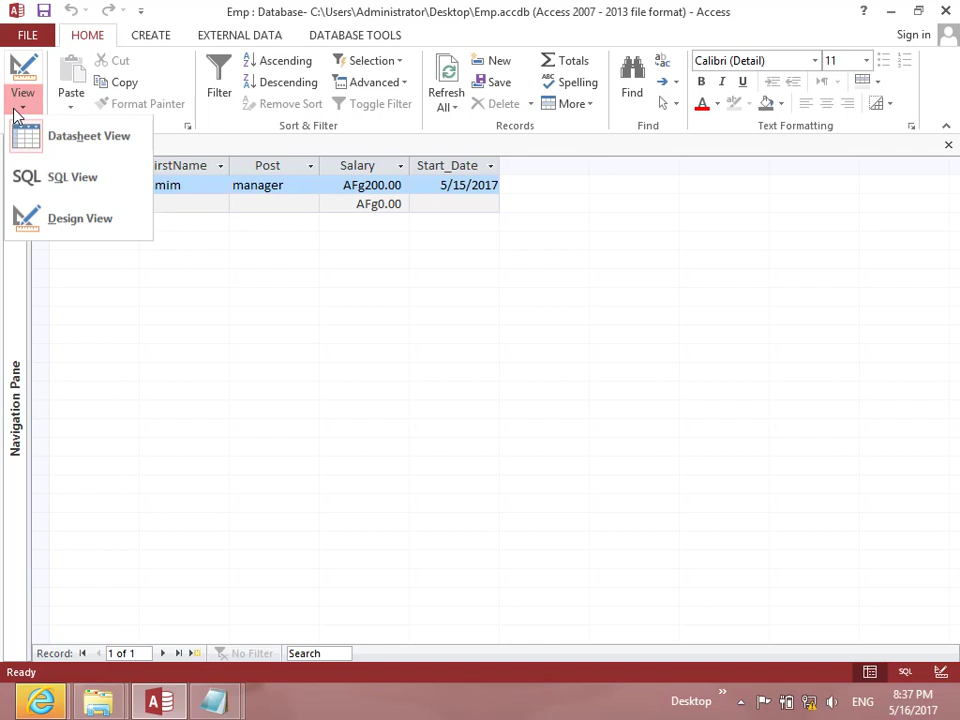 Emp : Database- C:\Users\Administrator\Desktop\Emp.accdb (Access 2007 - 2013 file format) - Access
FILE HOME CREATE EXTERNAL DATA DATABASE TOOLS Sign in
View Paste Cut Copy Format Painter
Filter Ascending Descending Remove Sort Selection Advanced Toggle Filter
Sort & Filter
Refresh All New Save Delete Totals Spelling More
Records
Find
Find
Calibri (Detail) 11
B I U A
Text Formatting
Datasheet View
SQL SQL View
Design View
irstName Post Salary Start_Date
mim manager AFg200.00 5/15/2017
AFg0.00
Navigation Pane
Record: 1 of 1 No Filter Search
Ready SQL
Desktop ENG 8:37 PM
5/16/2017